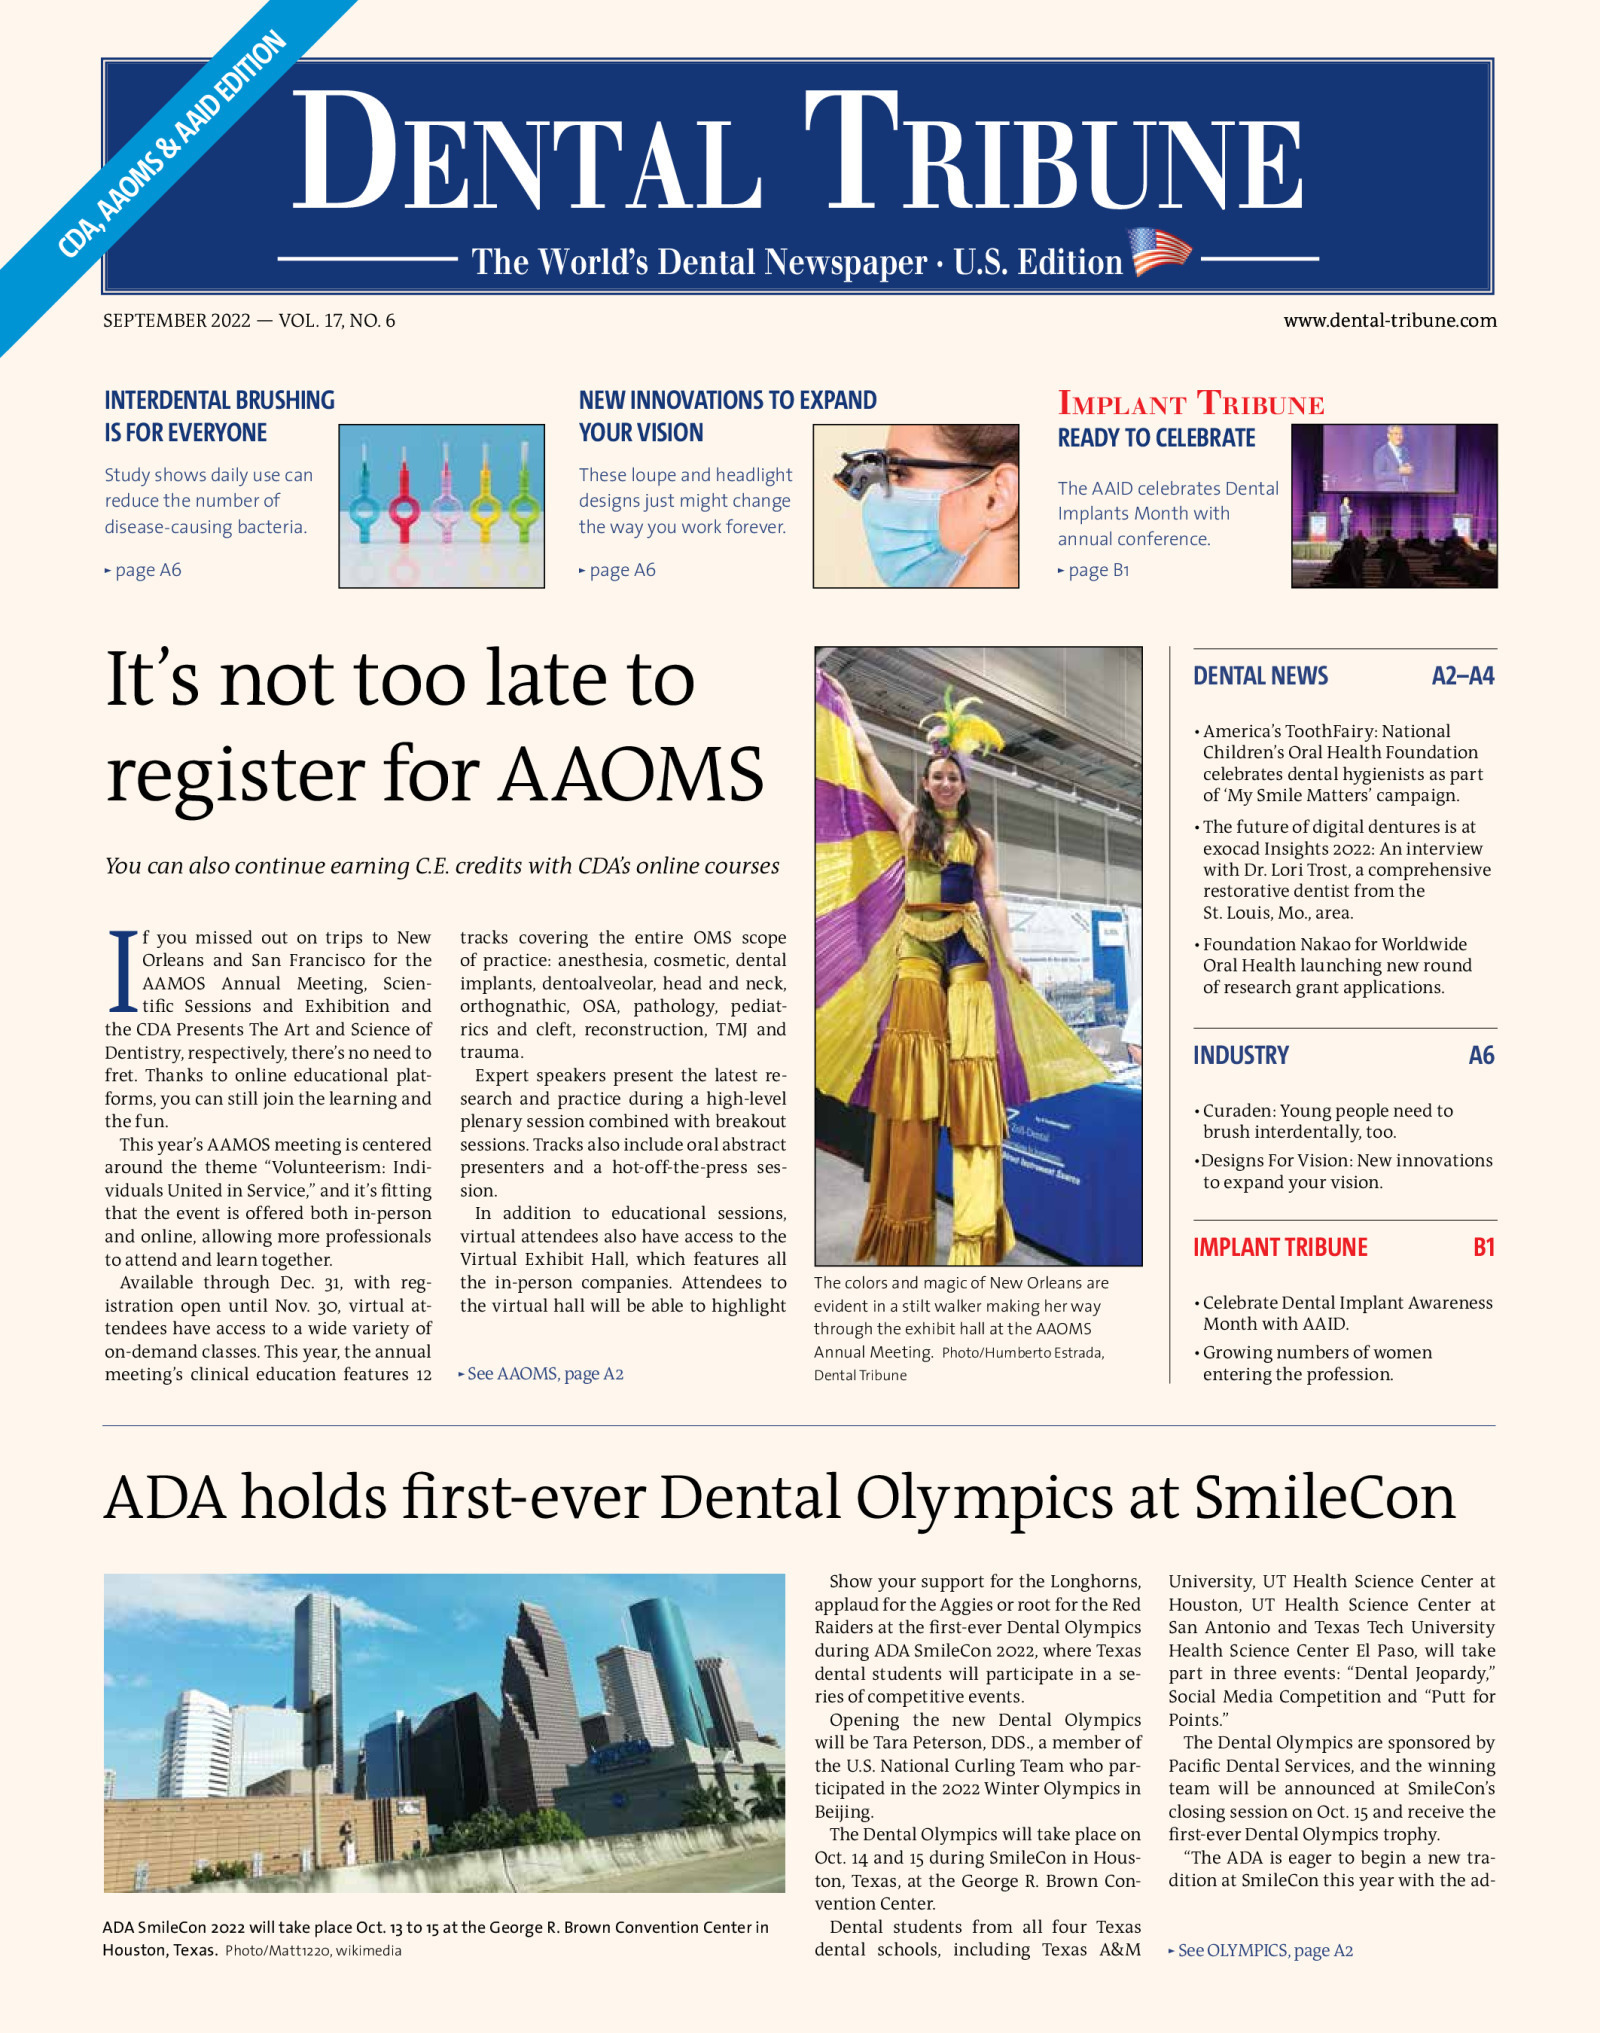 CDA, AAOMS & AAID EDITION
DENTAL TRIBUNE
The World's Dental Newspaper · U.S. Edition
SEPTEMBER 2022 — VOL. 17, NO. 6
www.dental-tribune.com
INTERDENTAL BRUSHING
IS FOR EVERYONE
Study shows daily use can
reduce the number of
disease-causing bacteria.
► page A6
NEW INNOVATIONS TO EXPAND
YOUR VISION
These loupe and headlight
designs just might change
the way you work forever.
► page A6
IMPLANT TRIBUNE
READY TO CELEBRATE
The AAID celebrates Dental
Implants Month with
annual conference.
► page B1
It's not too late to
register for AAOMS
You can also continue earning C.E. credits with CDA's online courses
If you missed out on trips to New
Orleans and San Francisco for the
AAMOS Annual Meeting, Scien-
tific Sessions and Exhibition and
the CDA Presents The Art and Science of
Dentistry, respectively, there's no need to
fret. Thanks to online educational plat-
forms, you can still join the learning and
the fun.
This year's AAMOS meeting is centered
around the theme "Volunteerism: Indi-
viduals United in Service," and it's fitting
that the event is offered both in-person
and online, allowing more professionals
to attend and learn together.
Available through Dec. 31, with reg-
istration open until Nov. 30, virtual at-
tendees have access to a wide variety of
on-demand classes. This year, the annual
meeting's clinical education features 12
tracks covering the entire OMS scope
of practice: anesthesia, cosmetic, dental
implants, dentoalveolar, head and neck,
orthognathic, OSA, pathology, pediat-
rics and cleft, reconstruction, TMJ and
trauma.
Expert speakers present the latest re-
search and practice during a high-level
plenary session combined with breakout
sessions. Tracks also include oral abstract
presenters and a hot-off-the-press ses-
sion.
In addition to educational sessions,
virtual attendees also have access to the
Virtual Exhibit Hall, which features all
the in-person companies. Attendees to
the virtual hall will be able to highlight
► See AAOMS, page A2
Zoll-Dental
The colors and magic of New Orleans are
evident in a stilt walker making her way
through the exhibit hall at the AAOMS
Annual Meeting. Photo/Humberto Estrada,
Dental Tribune
DENTAL NEWS A2–A4
• America's ToothFairy: National
Children's Oral Health Foundation
celebrates dental hygienists as part
of 'My Smile Matters' campaign.
• The future of digital dentures is at
exocad Insights 2022: An interview
with Dr. Lori Trost, a comprehensive
restorative dentist from the
St. Louis, Mo., area.
• Foundation Nakao for Worldwide
Oral Health launching new round
of research grant applications.
INDUSTRY A6
• Curaden: Young people need to
brush interdentally, too.
•Designs For Vision: New innovations
to expand your vision.
IMPLANT TRIBUNE B1
• Celebrate Dental Implant Awareness
Month with AAID.
• Growing numbers of women
entering the profession.
ADA holds first-ever Dental Olympics at SmileCon
ADA SmileCon 2022 will take place Oct. 13 to 15 at the George R. Brown Convention Center in
Houston, Texas. Photo/Matt1220, wikimedia
Show your support for the Longhorns,
applaud for the Aggies or root for the Red
Raiders at the first-ever Dental Olympics
during ADA SmileCon 2022, where Texas
dental students will participate in a se-
ries of competitive events.
Opening the new Dental Olympics
will be Tara Peterson, DDS., a member of
the U.S. National Curling Team who par-
ticipated in the 2022 Winter Olympics in
Beijing.
The Dental Olympics will take place on
Oct. 14 and 15 during SmileCon in Hous-
ton, Texas, at the George R. Brown Con-
vention Center.
Dental students from all four Texas
dental schools, including Texas A&M
University, UT Health Science Center at
Houston, UT Health Science Center at
San Antonio and Texas Tech University
Health Science Center El Paso, will take
part in three events: "Dental Jeopardy,"
Social Media Competition and "Putt for
Points."
The Dental Olympics are sponsored by
Pacific Dental Services, and the winning
team will be announced at SmileCon's
closing session on Oct. 15 and receive the
first-ever Dental Olympics trophy.
"The ADA is eager to begin a new tra-
dition at SmileCon this year with the ad-
► See OLYMPICS, page A2